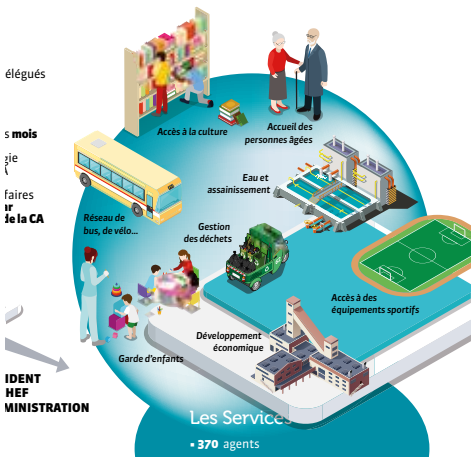 élégués
s mois
gie
A
faires
ur
de la CA
IDENT
HEF
MINISTRATION
Accès à la culture
Accueil des
personnes âgées
Eau et
assainissement
Réseau de
bus, de vélo...
Gestion
des déchets
Accès à des
équipements sportifs
Développement
économique
Garde d'enfants
Les Services
▪ 370 agents